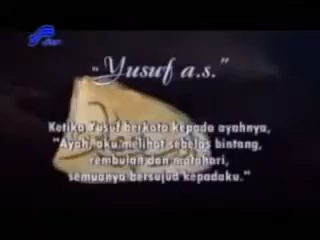 "Yusuf a.s."
Ketika Yusuf berkata kepada ayahnya,
"Ayah, aku melihat sebelas bintang,
rembulan dan matahari,
semuanya bersujud kepadaku."